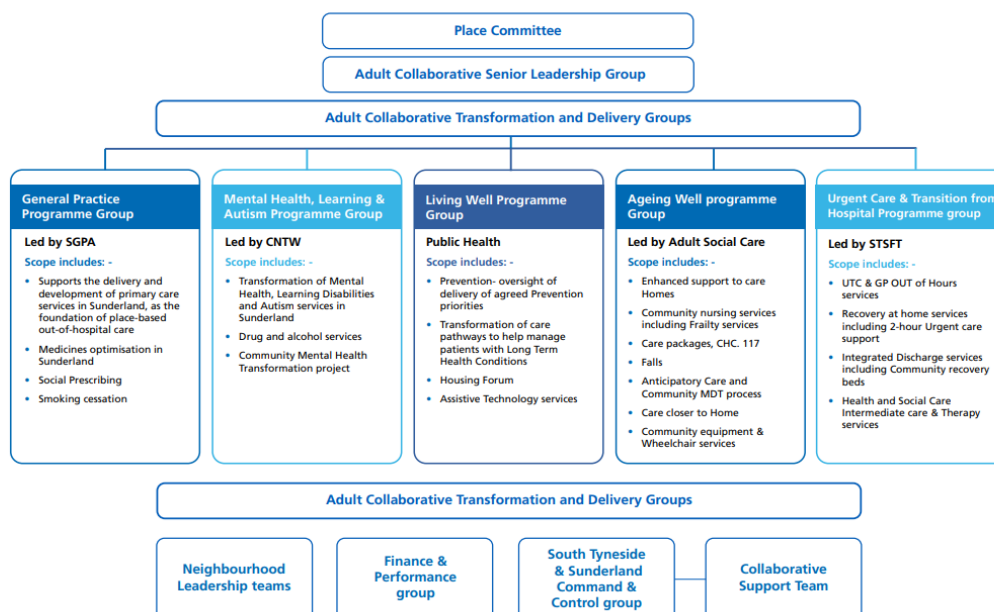 Place Committee
Adult Collaborative Senior Leadership Group
Adult Collaborative Transformation and Delivery Groups
General Practice
Programme Group
Led by SGPA
Scope includes: -
• Supports the delivery and
development of primary care
services in Sunderland, as the
foundation of place-based
out-of-hospital care
• Medicines optimisation in
Sunderland
• Social Prescribing
• Smoking cessation
Mental Health, Learning &
Autism Programme Group
Led by CNTW
Scope includes: -
• Transformation of Mental
Health, Learning Disabilities
and Autism services in
Sunderland
• Drug and alcohol services
• Community Mental Health
Transformation project
Living Well Programme
Group
Public Health
Scope includes: -
• Prevention- oversight of
delivery of agreed Prevention
priorities
• Transformation of care
pathways to help manage
patients with Long Term
Health Conditions
• Housing Forum
• Assistive Technology services
Ageing Well programme
Group
Led by Adult Social Care
Scope includes: -
• Enhanced support to care
Homes
• Community nursing services
including Frailty services
• Care packages, CHC. 117
• Falls
• Anticipatory Care and
Community MDT process
• Care closer to Home
• Community equipment &
Wheelchair services
Urgent Care & Transition from
Hospital Programme group
Led by STSFT
Scope includes: -
• UTC & GP OUT of Hours
services
• Recovery at home services
including 2-hour Urgent care
support
• Integrated Discharge services
including Community recovery
beds
• Health and Social Care
Intermediate care & Therapy
services
Adult Collaborative Transformation and Delivery Groups
Neighbourhood
Leadership teams
Finance &
Performance
group
South Tyneside
& Sunderland
Command &
Control group
Collaborative
Support Team